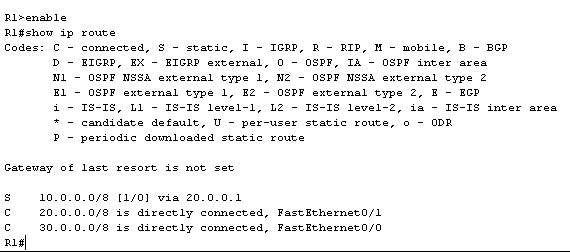 R1>enable
R1#show ip route
Codes: C - connected, S - static, I - IGRP, R - RIP, M - mobile, B - BGP
       D - EIGRP, EX - EIGRP external, O - OSPF, IA - OSPF inter area
       N1 - OSPF NSSA external type 1, N2 - OSPF NSSA external type 2
       E1 - OSPF external type 1, E2 - OSPF external type 2, E - EGP
       i - IS-IS, L1 - IS-IS level-1, L2 - IS-IS level-2, ia - IS-IS inter area
       * - candidate default, U - per-user static route, o - ODR
       P - periodic downloaded static route

Gateway of last resort is not set

S    10.0.0.0/8 [1/0] via 20.0.0.1
C    20.0.0.0/8 is directly connected, FastEthernet0/1
C    30.0.0.0/8 is directly connected, FastEthernet0/0
R1#